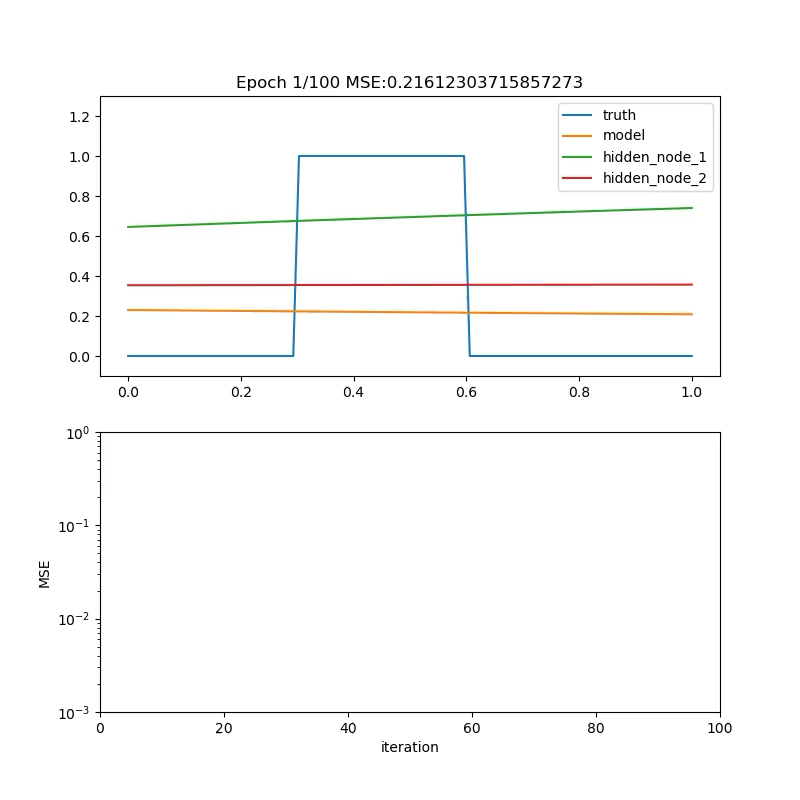 Epoch 1/100 MSE:0.21612303715857273
1.2
1.0
0.8
0.6
0.4
0.2
0.0
truth
model
hidden_node_1
hidden_node_2
0.0 0.2 0.4 0.6 0.8 1.0
10⁰
10⁻¹
10⁻²
10⁻³
MSE
0 20 40 60 80 100
iteration